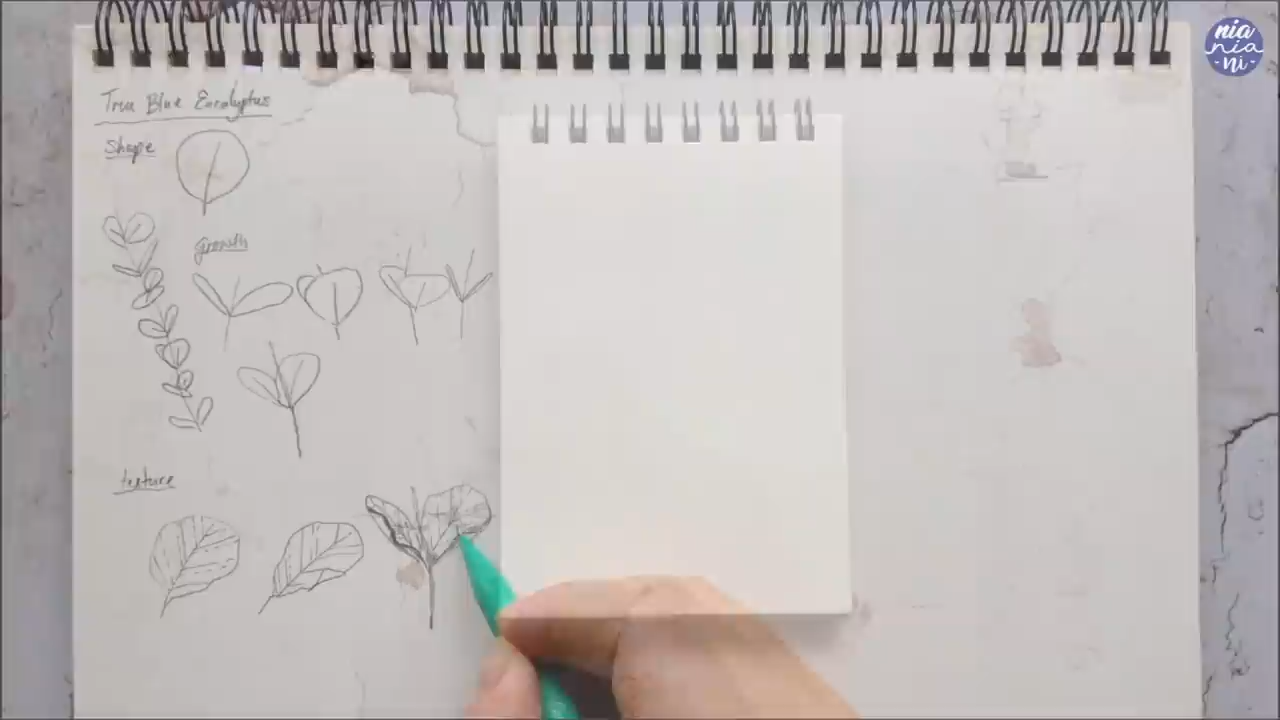 True Blue Eucalyptus
Shape
Growth
texture
nia
nia
-ni-